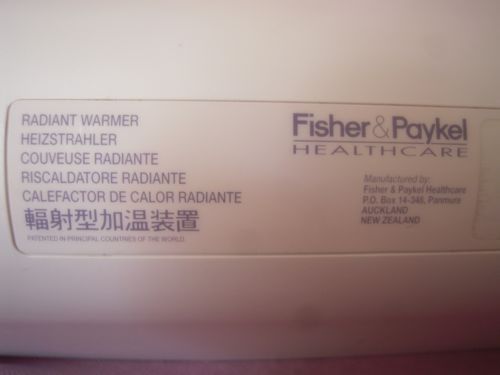 RADIANT WARMER
HEIZSTRAHLER
COUVEUSE RADIANTE
RISCALDATORE RADIANTE
CALEFACTOR DE CALOR RADIANTE
輻射型加温装置
PATENTED IN PRINCIPAL COUNTRIES OF THE WORLD.
Fisher&Paykel
HEALTHCARE
Manufactured by:
Fisher & Paykel Healthcare
P.O. Box 14-348, Panmura
AUCKLAND
NEW ZEALAND